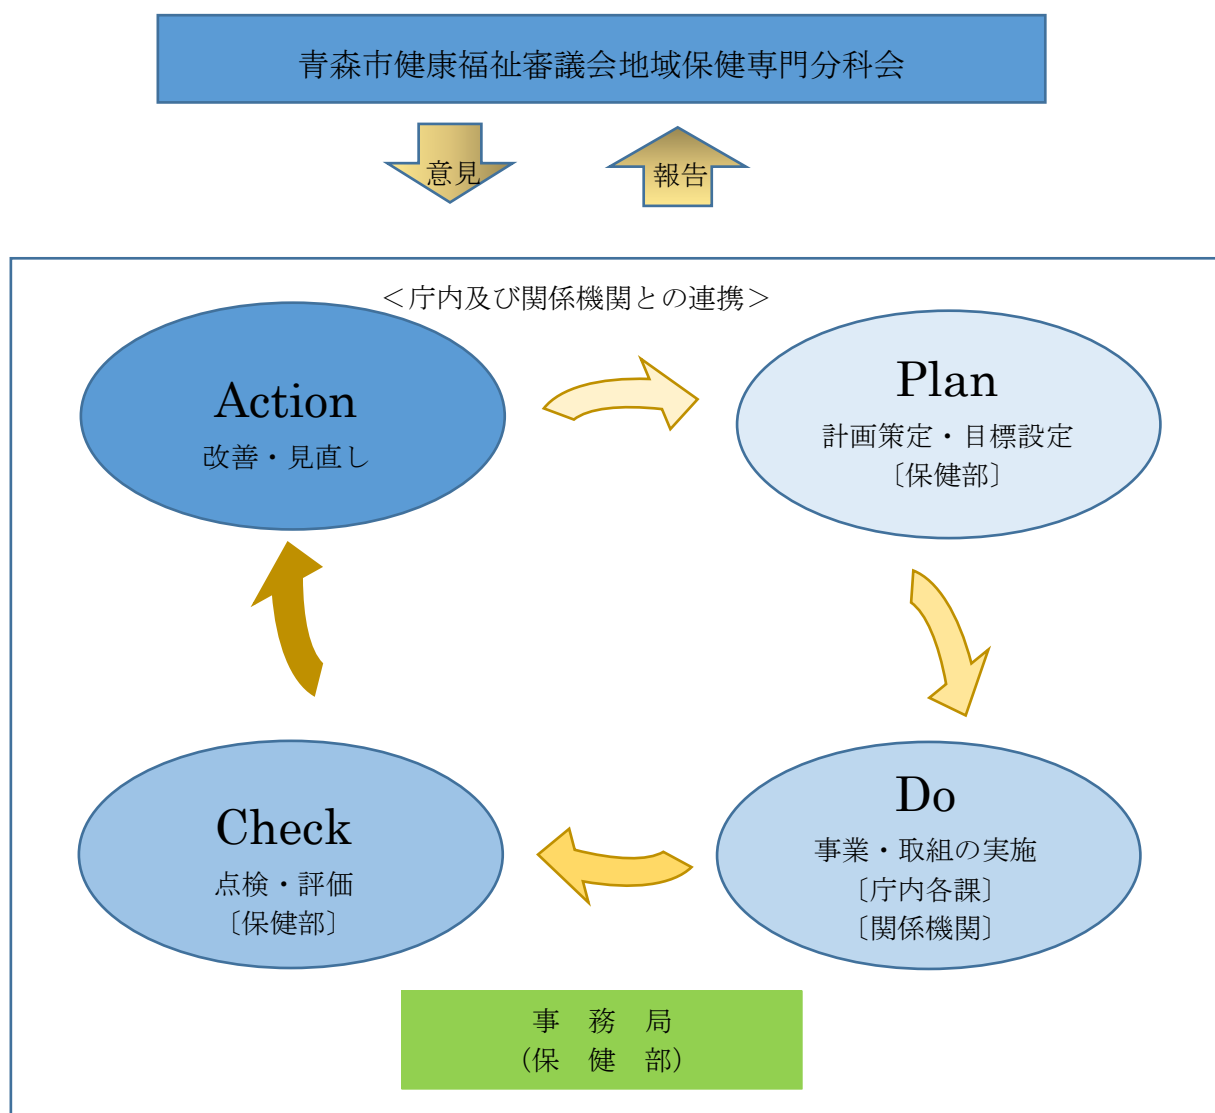 青森市健康福祉審議会地域保健専門分科会
意見
報告
＜庁内及び関係機関との連携＞
Action
改善・見直し
Plan
計画策定・目標設定
〔保健部〕
Check
点検・評価
〔保健部〕
Do
事業・取組の実施
〔庁内各課〕
〔関係機関〕
事　務　局
（保　健　部）